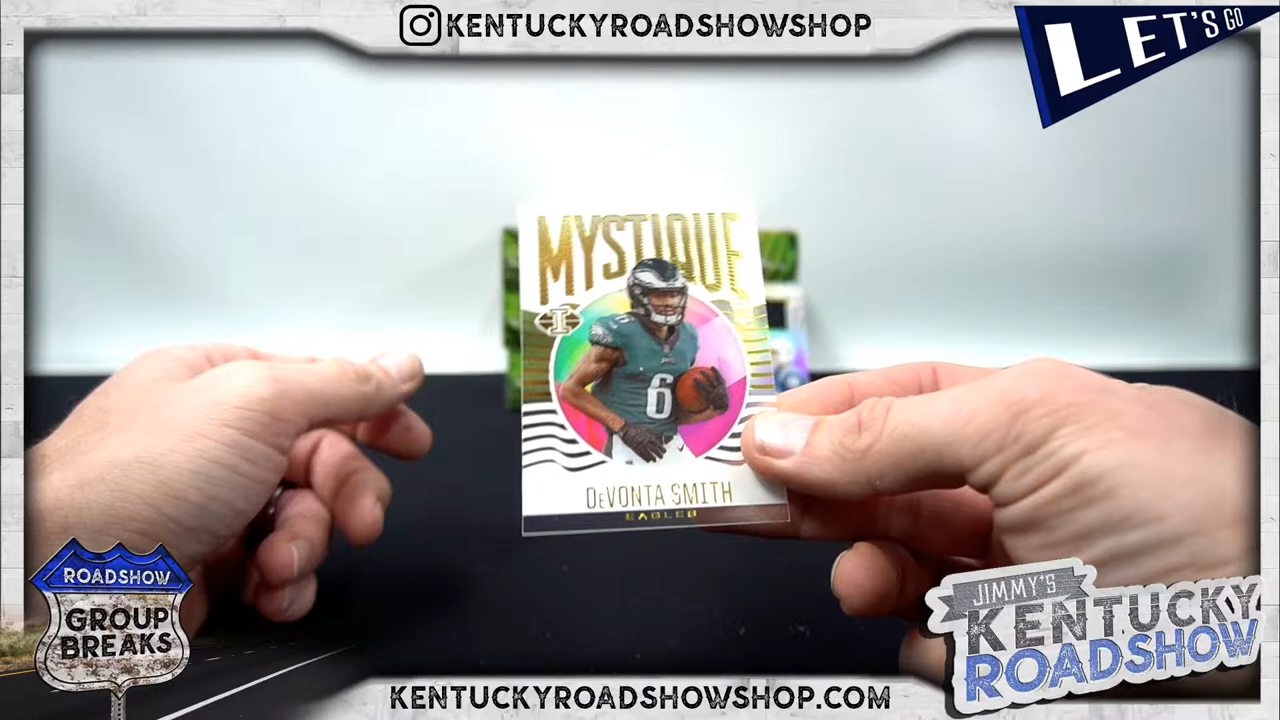 KENTUCKYROADSHOWSHOP
LET'S GO
MYSTIQUE
I
6
DeVONTA SMITH
EAGLES
ROADSHOW
GROUP
BREAKS
JIMMY'S
KENTUCKY
ROADSHOW
KENTUCKYROADSHOWSHOP.COM